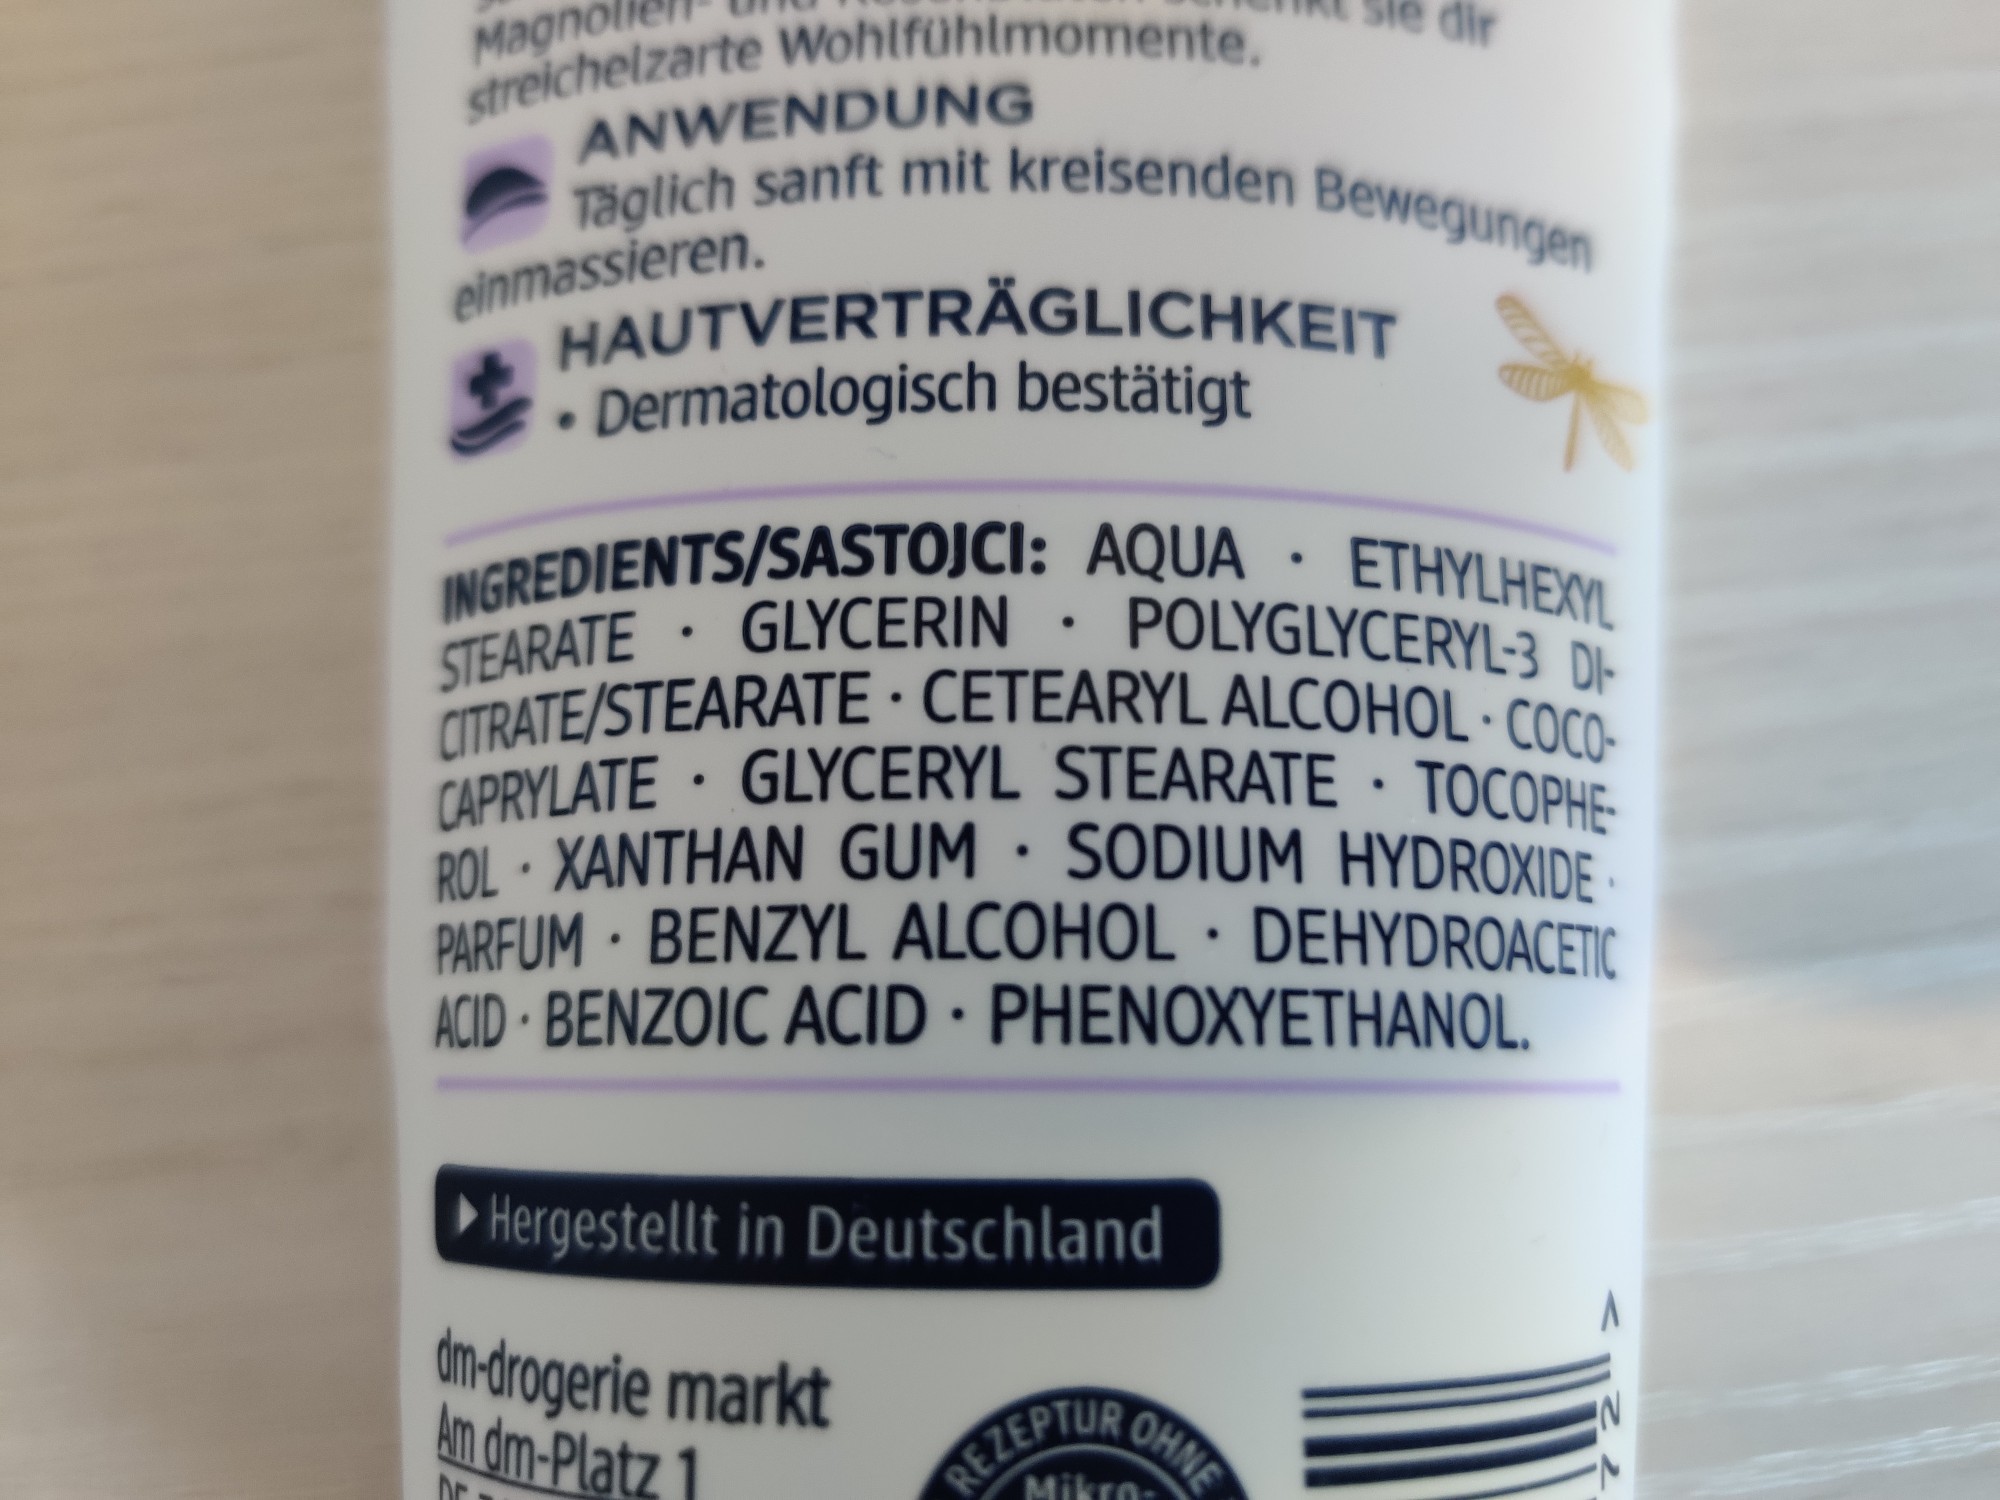 Magnolien- und Rosenblüten schenkt sie dir
streichelzarte Wohlfühlmomente.
ANWENDUNG
Täglich sanft mit kreisenden Bewegungen
einmassieren.
HAUTVERTRÄGLICHKEIT
• Dermatologisch bestätigt
INGREDIENTS/SASTOJCI: AQUA · ETHYLHEXYL
STEARATE · GLYCERIN · POLYGLYCERYL-3 DI-
CITRATE/STEARATE · CETEARYL ALCOHOL · COCO-
CAPRYLATE · GLYCERYL STEARATE · TOCOPHE-
ROL · XANTHAN GUM · SODIUM HYDROXIDE ·
PARFUM · BENZYL ALCOHOL · DEHYDROACETIC
ACID · BENZOIC ACID · PHENOXYETHANOL.
Hergestellt in Deutschland
dm-drogerie markt
Am dm-Platz 1
REZEPTUR OHNE
Mikro-
72 >